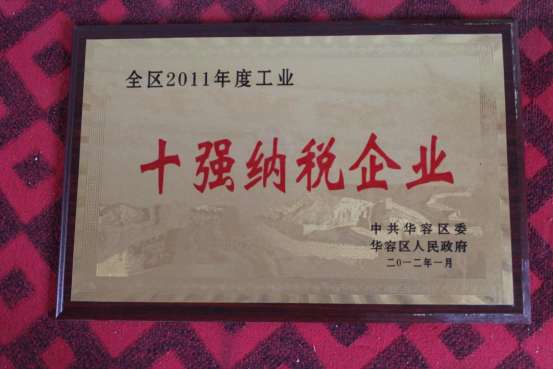 全区2011年度工业
十强纳税企业
中共华容区委
华容区人民政府
二0一二年一月